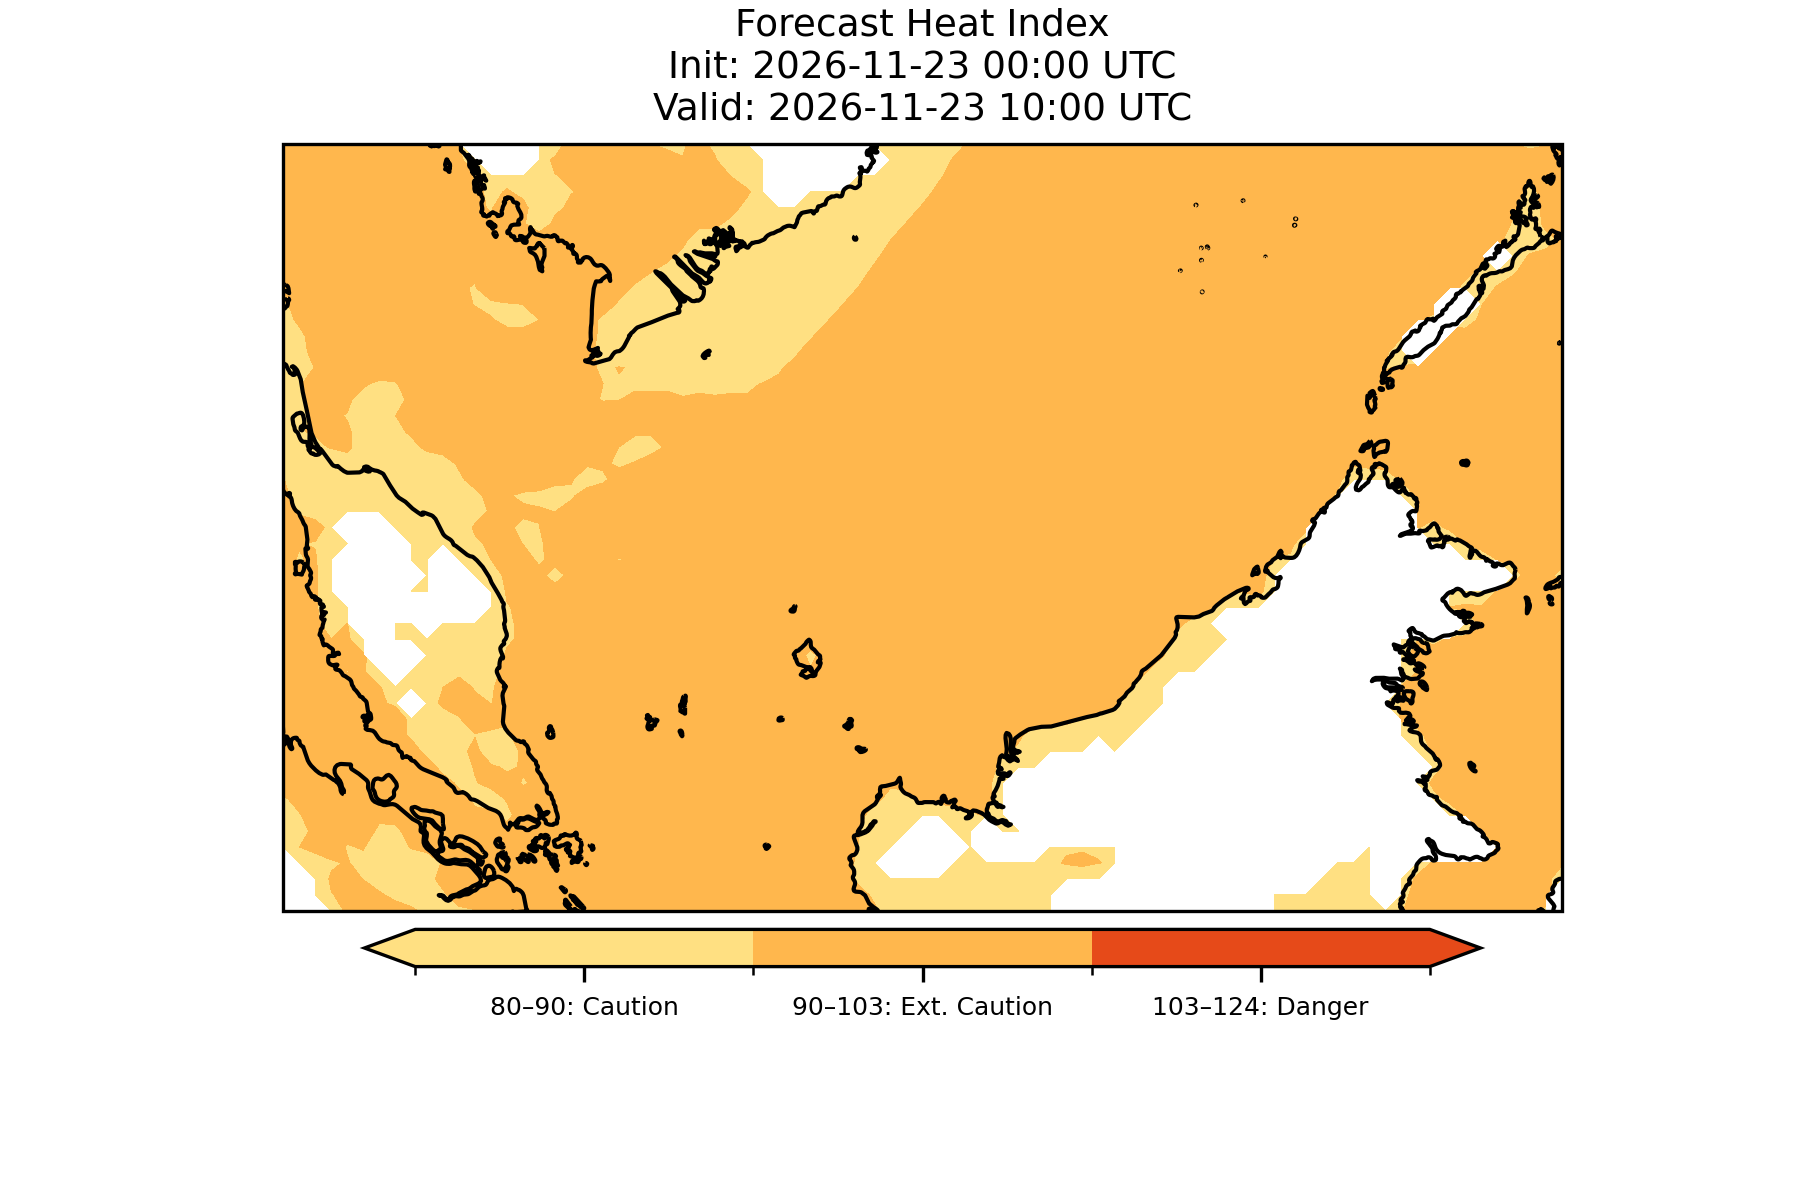 Forecast Heat Index
Init: 2026-11-23 00:00 UTC
Valid: 2026-11-23 10:00 UTC
80–90: Caution
90–103: Ext. Caution
103–124: Danger